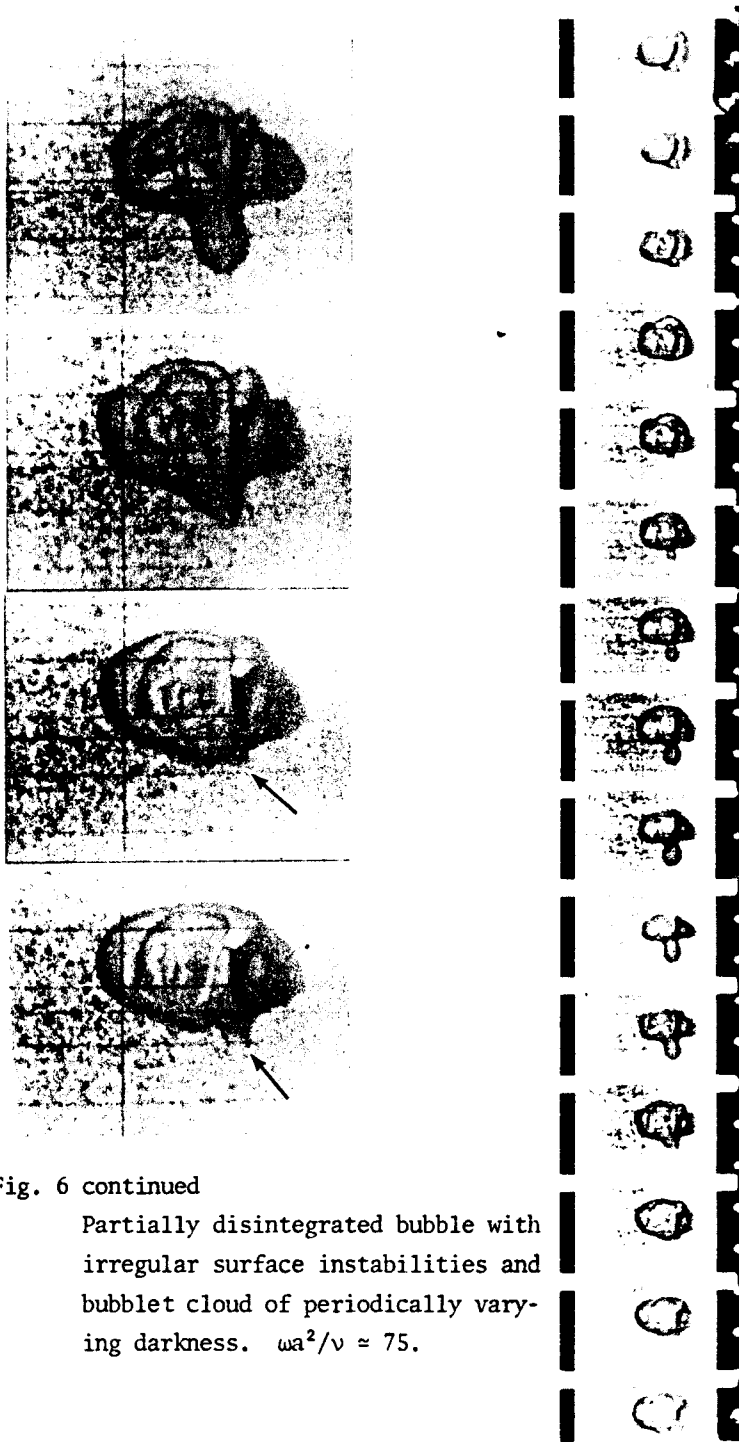 Fig. 6 continued
Partially disintegrated bubble with
irregular surface instabilities and
bubblet cloud of periodically vary-
ing darkness. ωa²/ν ≃ 75.